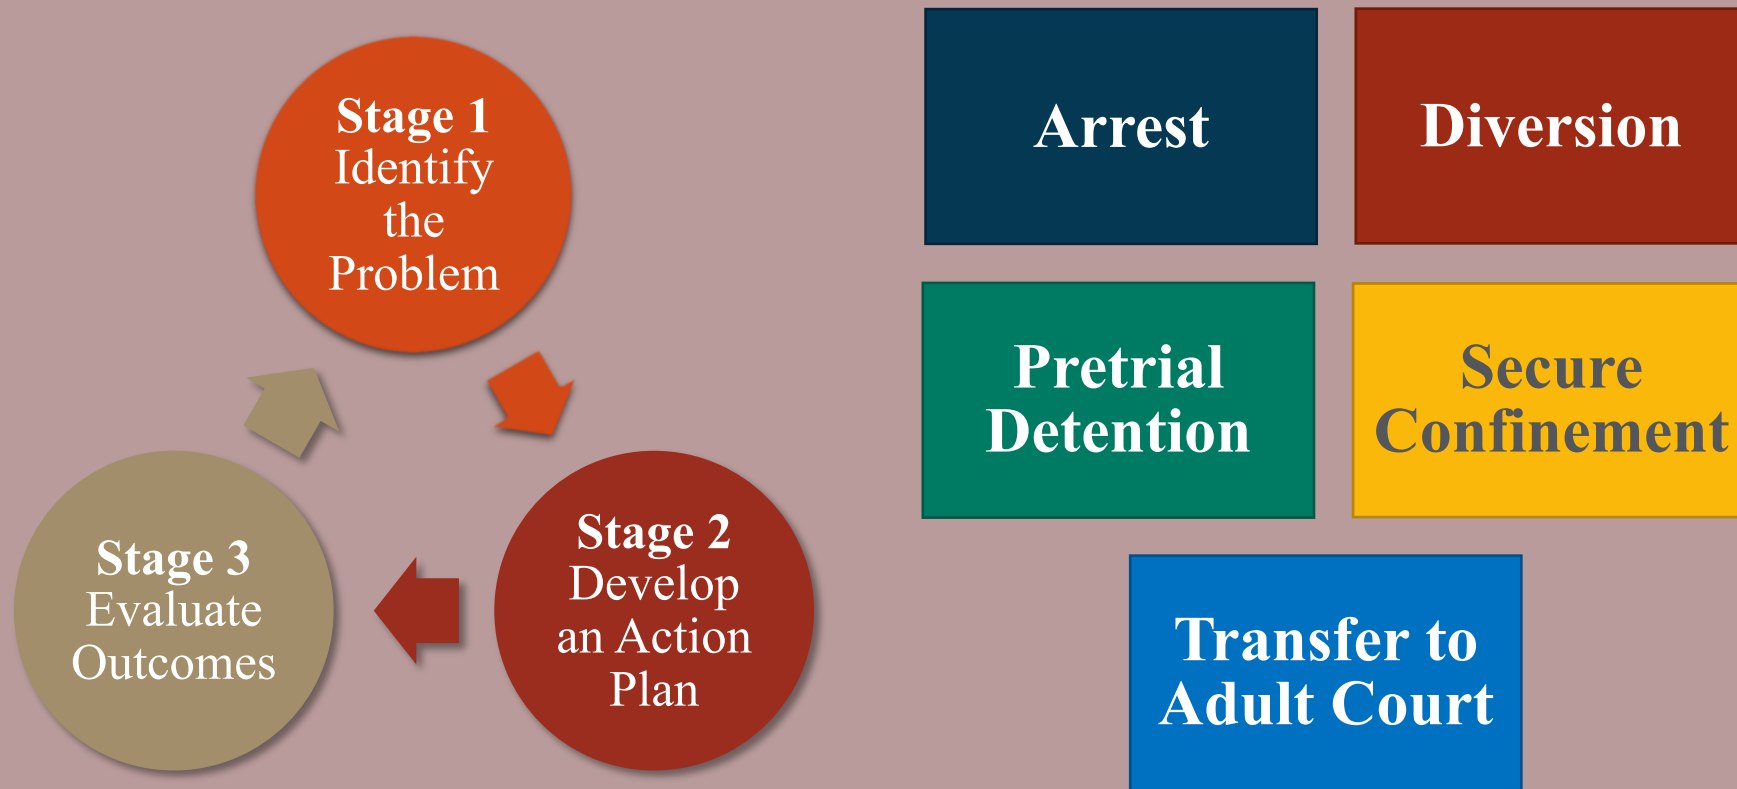 Stage 1
Identify
the
Problem
Stage 2
Develop
an Action
Plan
Stage 3
Evaluate
Outcomes
Arrest
Diversion
Pretrial
Detention
Secure
Confinement
Transfer to
Adult Court